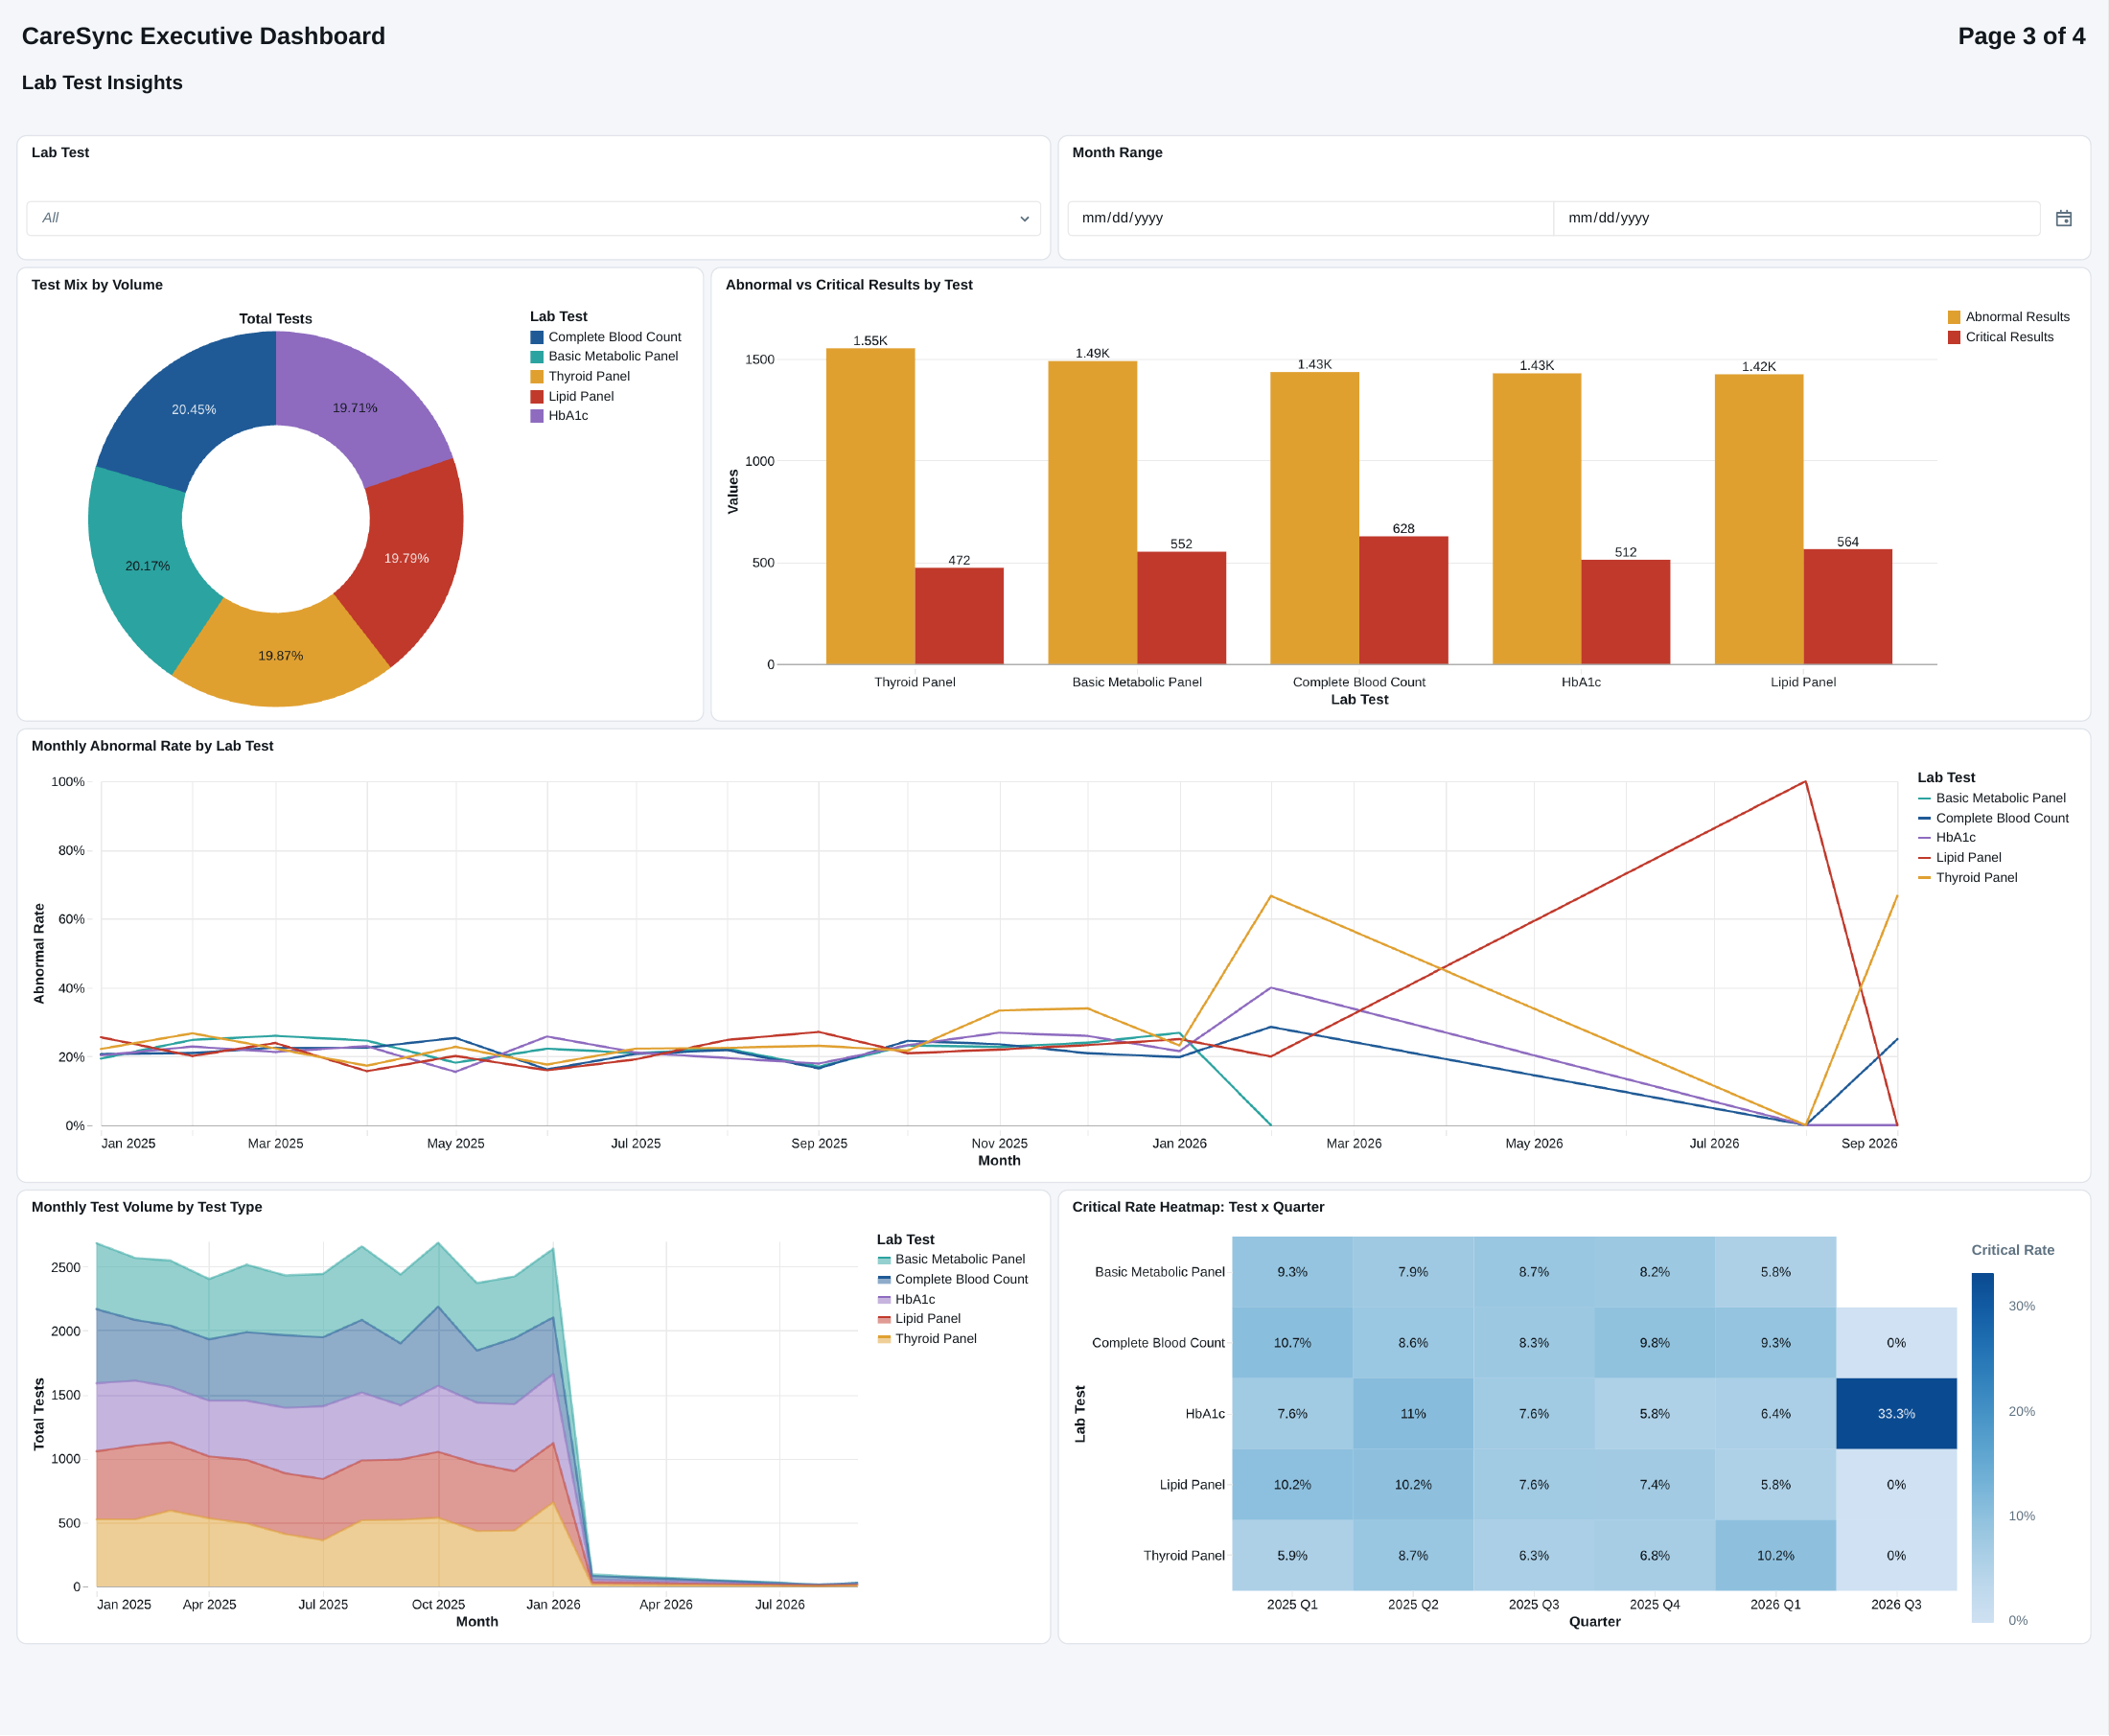 CareSync Executive Dashboard
Page 3 of 4
Lab Test Insights
Lab Test
All
Month Range
mm/dd/yyyy
mm/dd/yyyy
Test Mix by Volume
Total Tests
20.45%
19.71%
19.79%
20.17%
19.87%
Lab Test
Complete Blood Count
Basic Metabolic Panel
Thyroid Panel
Lipid Panel
HbA1c
Abnormal vs Critical Results by Test
Values
1500
1000
500
0
1.55K
472
1.49K
552
1.43K
628
1.43K
512
1.42K
564
Thyroid Panel
Basic Metabolic Panel
Complete Blood Count
HbA1c
Lipid Panel
Lab Test
Abnormal Results
Critical Results
Monthly Abnormal Rate by Lab Test
Abnormal Rate
100%
80%
60%
40%
20%
0%
Jan 2025
Mar 2025
May 2025
Jul 2025
Sep 2025
Nov 2025
Jan 2026
Mar 2026
May 2026
Jul 2026
Sep 2026
Month
Lab Test
Basic Metabolic Panel
Complete Blood Count
HbA1c
Lipid Panel
Thyroid Panel
Monthly Test Volume by Test Type
Total Tests
2500
2000
1500
1000
500
0
Jan 2025
Apr 2025
Jul 2025
Oct 2025
Jan 2026
Apr 2026
Jul 2026
Month
Lab Test
Basic Metabolic Panel
Complete Blood Count
HbA1c
Lipid Panel
Thyroid Panel
Critical Rate Heatmap: Test x Quarter
Lab Test
Basic Metabolic Panel 9.3% 7.9% 8.7% 8.2% 5.8%
Complete Blood Count 10.7% 8.6% 8.3% 9.8% 9.3% 0%
HbA1c 7.6% 11% 7.6% 5.8% 6.4% 33.3%
Lipid Panel 10.2% 10.2% 7.6% 7.4% 5.8% 0%
Thyroid Panel 5.9% 8.7% 6.3% 6.8% 10.2% 0%
2025 Q1 2025 Q2 2025 Q3 2025 Q4 2026 Q1 2026 Q3
Quarter
Critical Rate
30%
20%
10%
0%